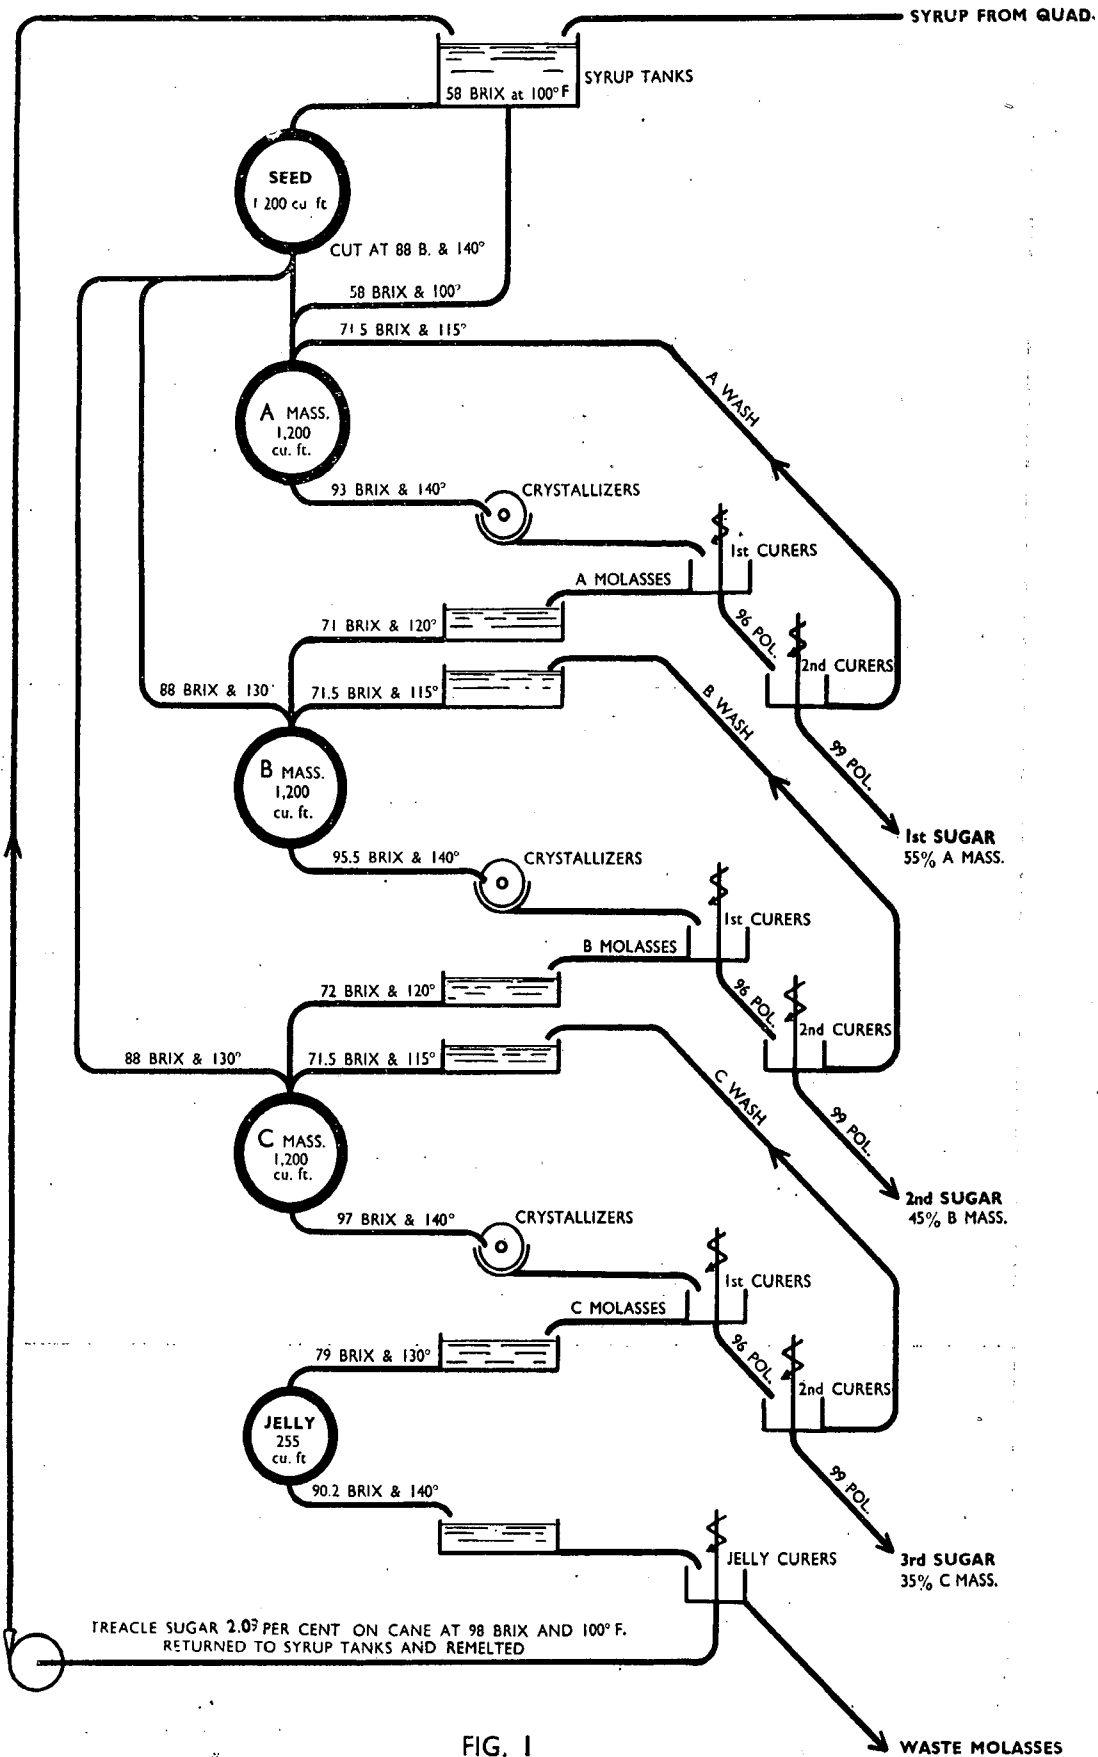 SYRUP FROM QUAD.
SYRUP TANKS
58 BRIX at 100° F
SEED
1 200 cu ft
CUT AT 88 B. & 140°
58 BRIX & 100°
71 5 BRIX & 115°
A WASH
A MASS.
1,200
cu. ft.
93 BRIX & 140°
CRYSTALLIZERS
1st CURERS
A MOLASSES
96 POL.
71 BRIX & 120°
2nd CURERS
88 BRIX & 130°
71.5 BRIX & 115°
B WASH
99 POL.
B MASS.
1,200
cu. ft.
1st SUGAR
55% A MASS.
95.5 BRIX & 140°
CRYSTALLIZERS
1st CURERS
B MOLASSES
96 POL.
72 BRIX & 120°
2nd CURERS
88 BRIX & 130°
71.5 BRIX & 115°
C WASH
99 POL.
C MASS.
1,200
cu. ft.
2nd SUGAR
45% B MASS.
97 BRIX & 140°
CRYSTALLIZERS
1st CURERS
C MOLASSES
96 POL.
79 BRIX & 130°
2nd CURERS
JELLY
255
cu. ft
99 POL.
90.2 BRIX & 140°
JELLY CURERS
3rd SUGAR
35% C MASS.
TREACLE SUGAR PER CENT ON CANE AT 98 BRIX AND 100° F.
RETURNED TO SYRUP TANKS AND REMELTED
FIG. 1
WASTE MOLASSES